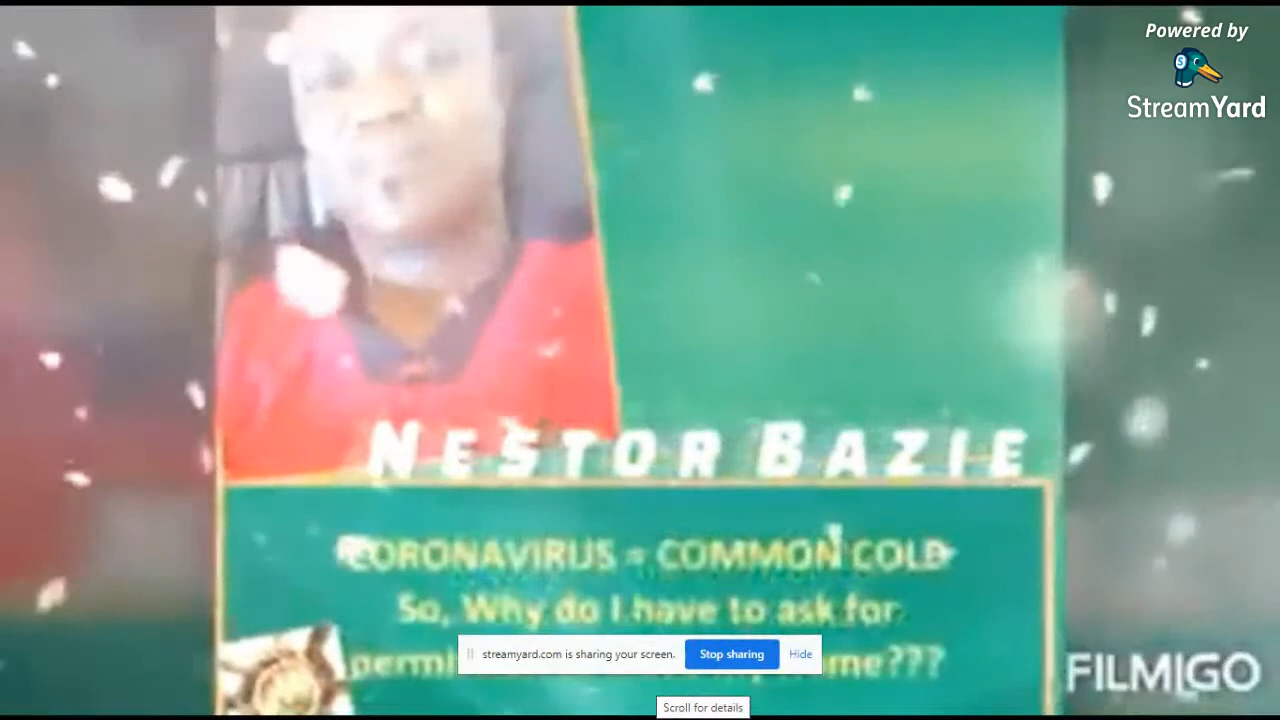 Powered by
StreamYard
NESTOR BAZIE
CORONAVIRUS = COMMON COLD
So, Why do I have to ask for
streamyard.com is sharing your screen. Stop sharing Hide
me???
FILMIGO
Scroll for details